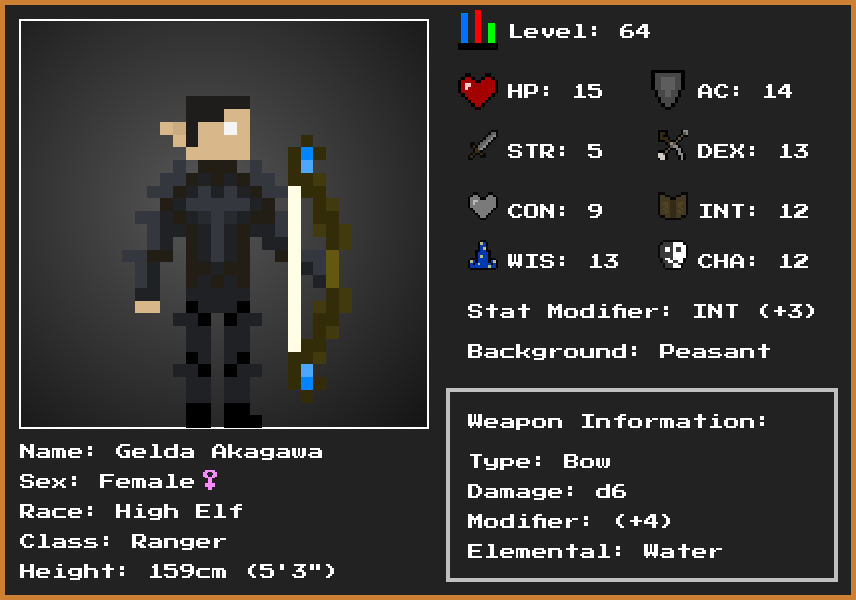 Level: 64
HP: 15
AC: 14
STR: 5
DEX: 13
CON: 9
INT: 12
WIS: 13
CHA: 12
Stat Modifier: INT (+3)
Background: Peasant
Weapon Information:
Type: Bow
Damage: d6
Modifier: (+4)
Elemental: Water
Name: Gelda Akagawa
Sex: Female♀
Race: High Elf
Class: Ranger
Height: 159cm (5'3")